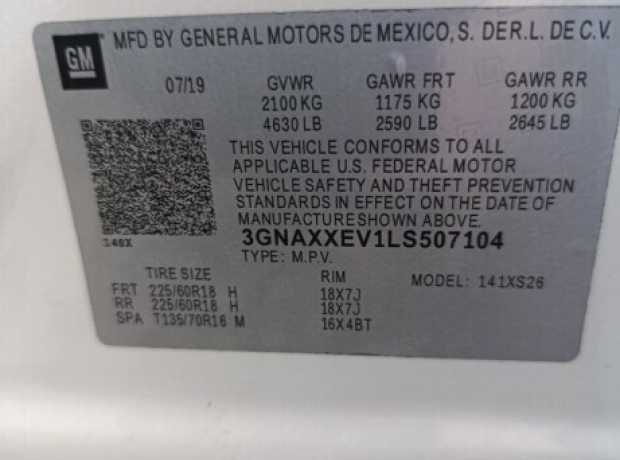 GM
MFD BY GENERAL MOTORS DE MEXICO, S. DE R.L. DE C.V.
07/19 GVWR GAWR FRT GAWR RR
2100 KG 1175 KG 1200 KG
4630 LB 2590 LB 2645 LB
THIS VEHICLE CONFORMS TO ALL
APPLICABLE U.S. FEDERAL MOTOR
VEHICLE SAFETY AND THEFT PREVENTION
STANDARDS IN EFFECT ON THE DATE OF
MANUFACTURE SHOWN ABOVE.
3GNAXXEV1LS507104
TYPE: M.P.V.
TIRE SIZE RIM MODEL: 141XS26
FRT 225/60R18 H 18X7J
RR 225/60R18 H 18X7J
SPA T135/70R16 M 16X4BT